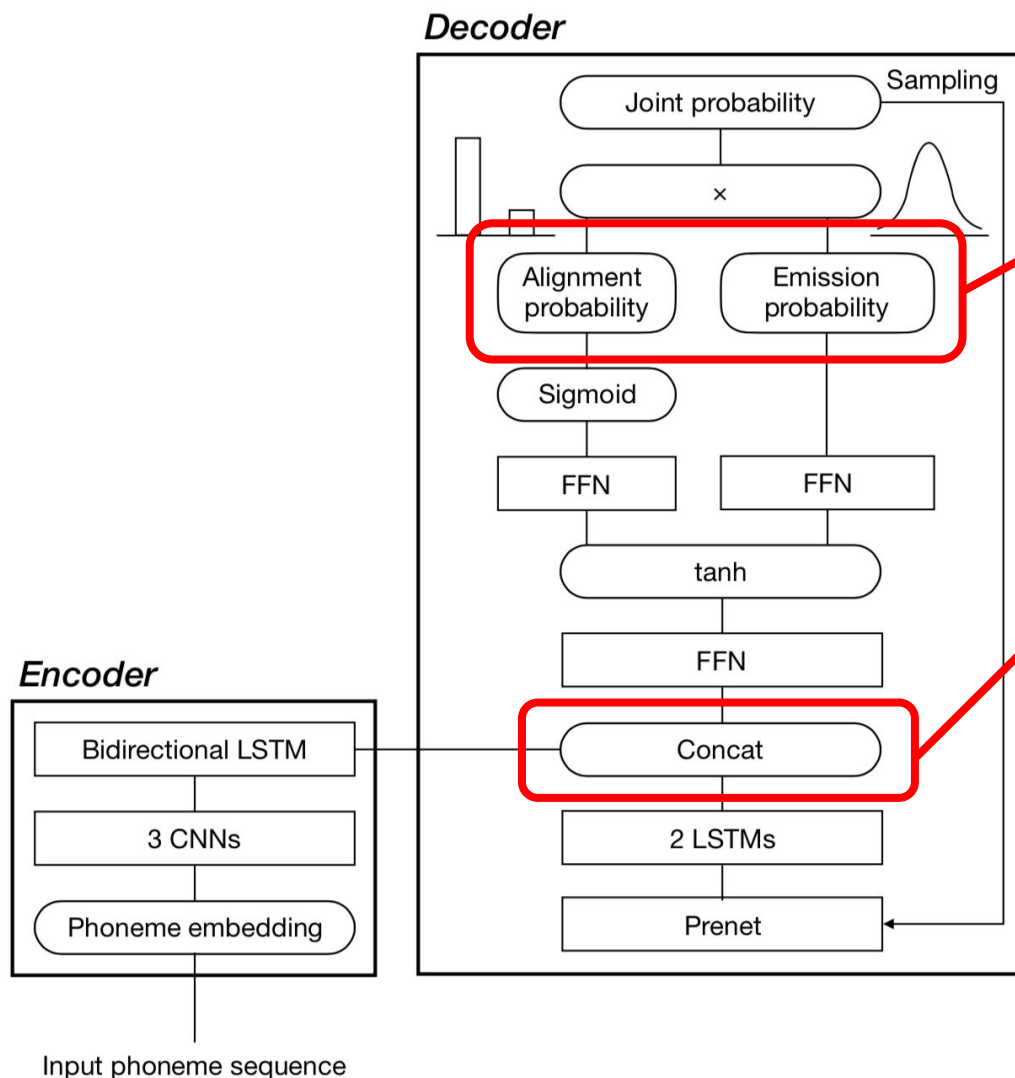 Decoder
Sampling
Joint probability
×
Alignment
probability
Emission
probability
Sigmoid
FFN
FFN
tanh
FFN
Encoder
Bidirectional LSTM
Concat
3 CNNs
2 LSTMs
Phoneme embedding
Prenet
Input phoneme sequence